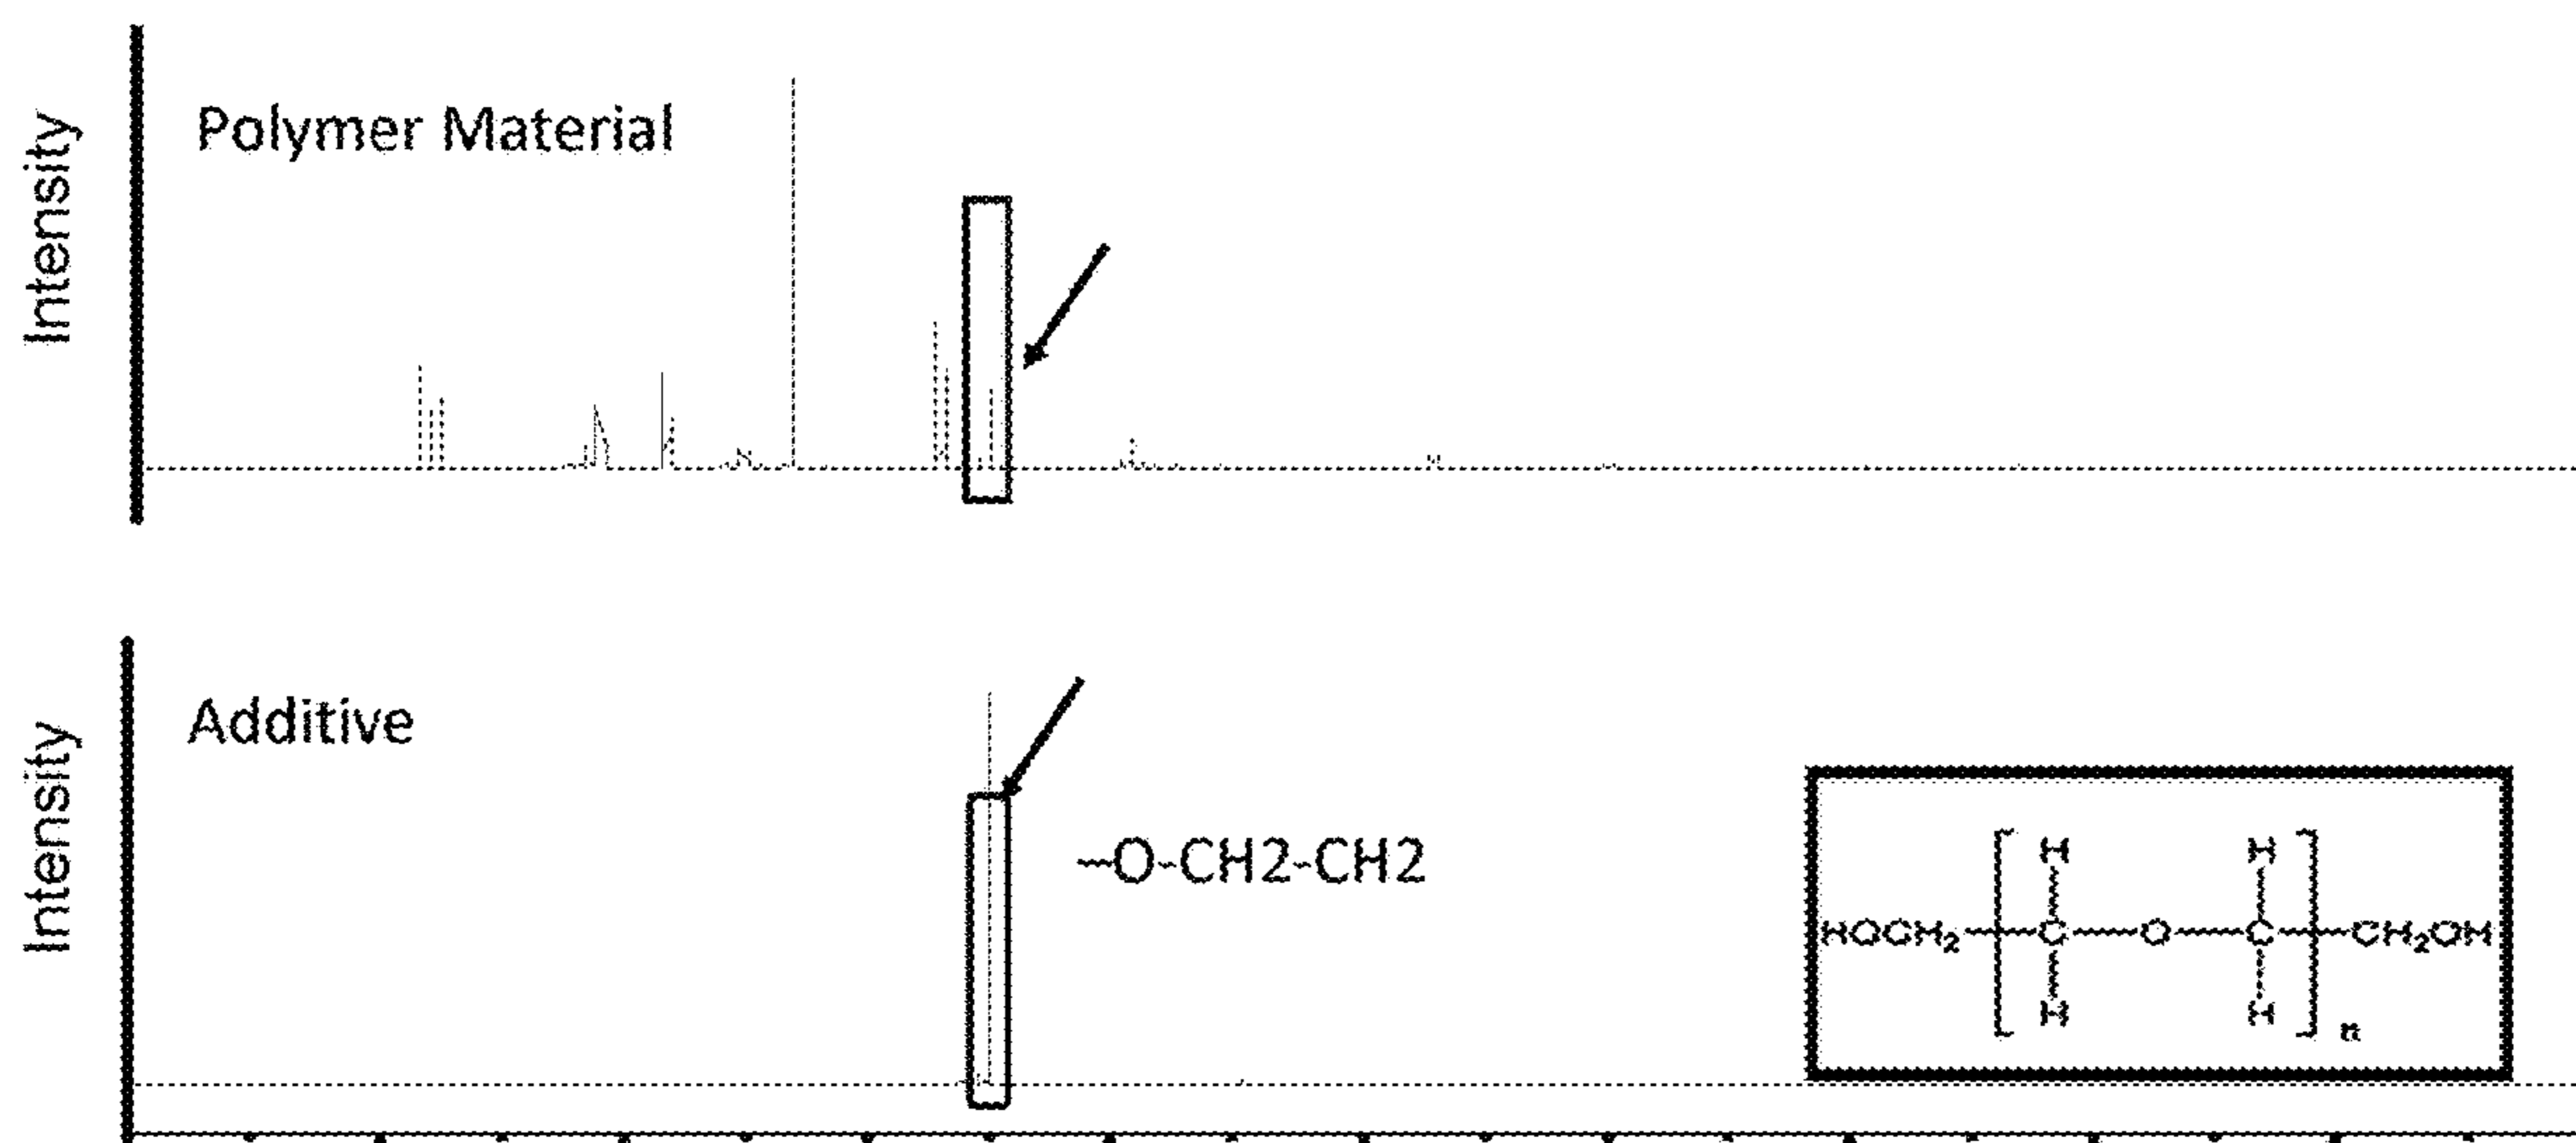 Intensity
Polymer Material
Intensity
Additive
–O-CH2-CH2
H H
HOCH₂ C O C CH₂OH
H H
n